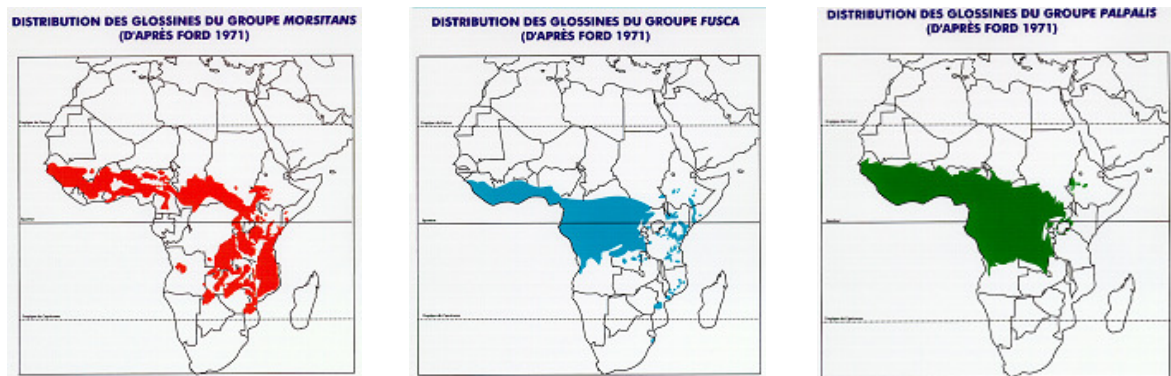 DISTRIBUTION DES GLOSSINES DU GROUPE MORSITANS
(D'APRÈS FORD 1971)
DISTRIBUTION DES GLOSSINES DU GROUPE FUSCA
(D'APRÈS FORD 1971)
DISTRIBUTION DES GLOSSINES DU GROUPE PALPALIS
(D'APRÈS FORD 1971)